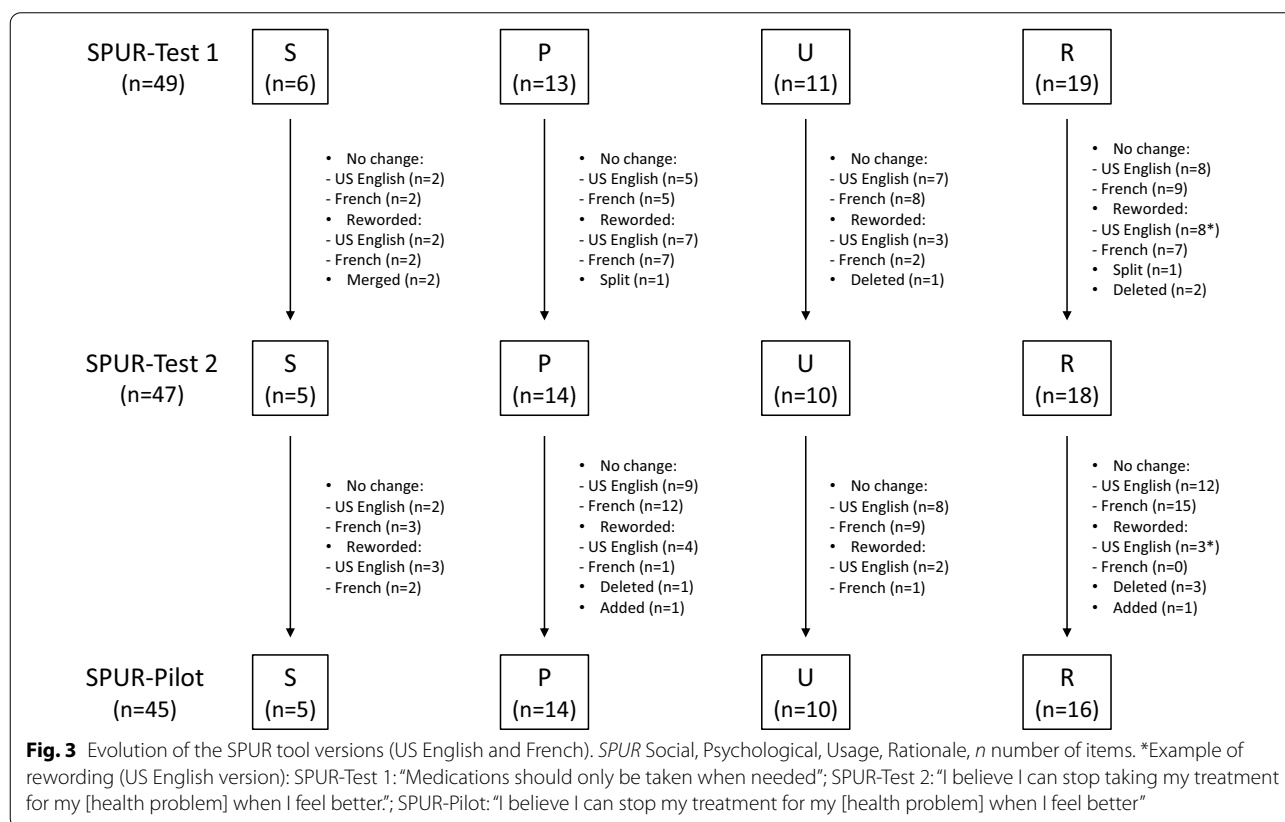 SPUR-Test 1
(n=49)
S
(n=6)
P
(n=13)
U
(n=11)
R
(n=19)
• No change:
- US English (n=2)
- French (n=2)
• Reworded:
- US English (n=2)
- French (n=2)
• Merged (n=2)
• No change:
- US English (n=5)
- French (n=5)
• Reworded:
- US English (n=7)
- French (n=7)
• Split (n=1)
• No change:
- US English (n=7)
- French (n=8)
• Reworded:
- US English (n=3)
- French (n=2)
• Deleted (n=1)
• No change:
- US English (n=8)
- French (n=9)
• Reworded:
- US English (n=8*)
- French (n=7)
• Split (n=1)
• Deleted (n=2)
SPUR-Test 2
(n=47)
S
(n=5)
P
(n=14)
U
(n=10)
R
(n=18)
• No change:
- US English (n=2)
- French (n=3)
• Reworded:
- US English (n=3)
- French (n=2)
• No change:
- US English (n=9)
- French (n=12)
• Reworded:
- US English (n=4)
- French (n=1)
• Deleted (n=1)
• Added (n=1)
• No change:
- US English (n=8)
- French (n=9)
• Reworded:
- US English (n=2)
- French (n=1)
• No change:
- US English (n=12)
- French (n=15)
• Reworded:
- US English (n=3*)
- French (n=0)
• Deleted (n=3)
• Added (n=1)
SPUR-Pilot
(n=45)
S
(n=5)
P
(n=14)
U
(n=10)
R
(n=16)
Fig. 3 Evolution of the SPUR tool versions (US English and French). SPUR Social, Psychological, Usage, Rationale, n number of items. *Example of
rewording (US English version): SPUR-Test 1: “Medications should only be taken when needed”; SPUR-Test 2: “I believe I can stop taking my treatment
for my [health problem] when I feel better.”; SPUR-Pilot: “I believe I can stop my treatment for my [health problem] when I feel better”